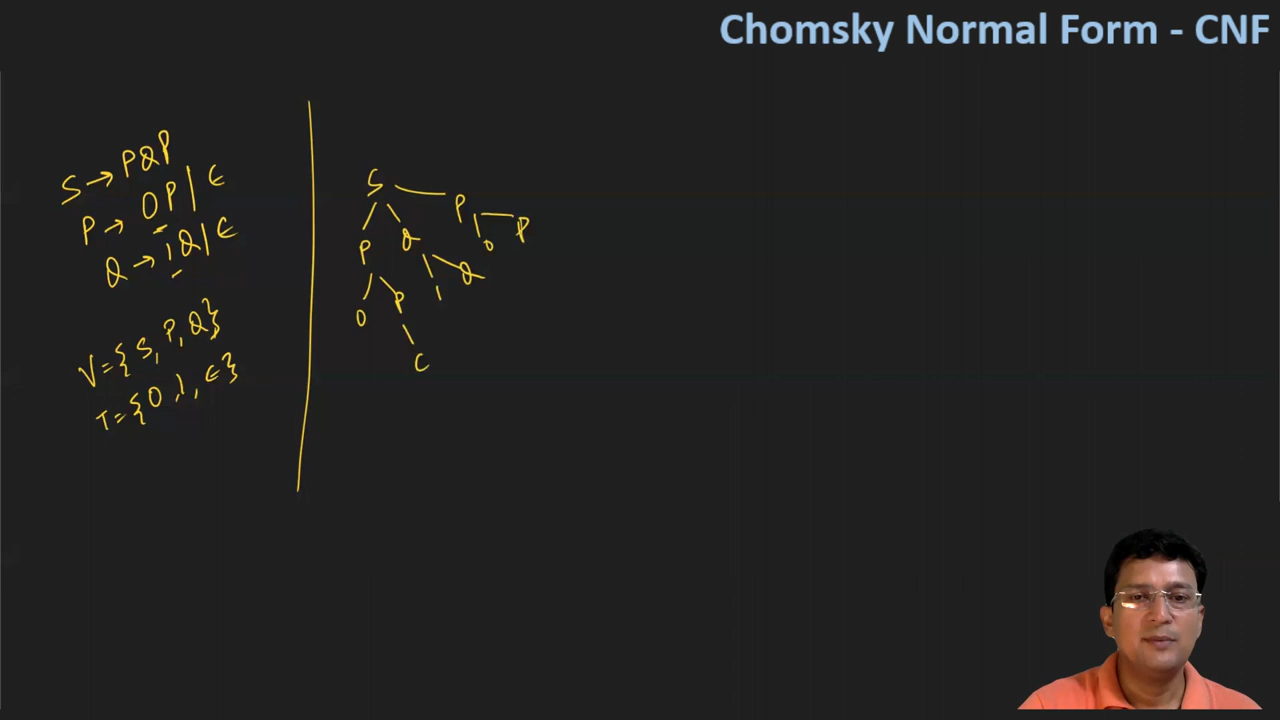 Chomsky Normal Form - CNF
S → PQP
P → 0P | ϵ
Q → 1Q | ϵ
V = {S, P, Q}
T = {0, 1, ϵ}
S
P
P Q 0 P
0 P 1 Q
ϵ